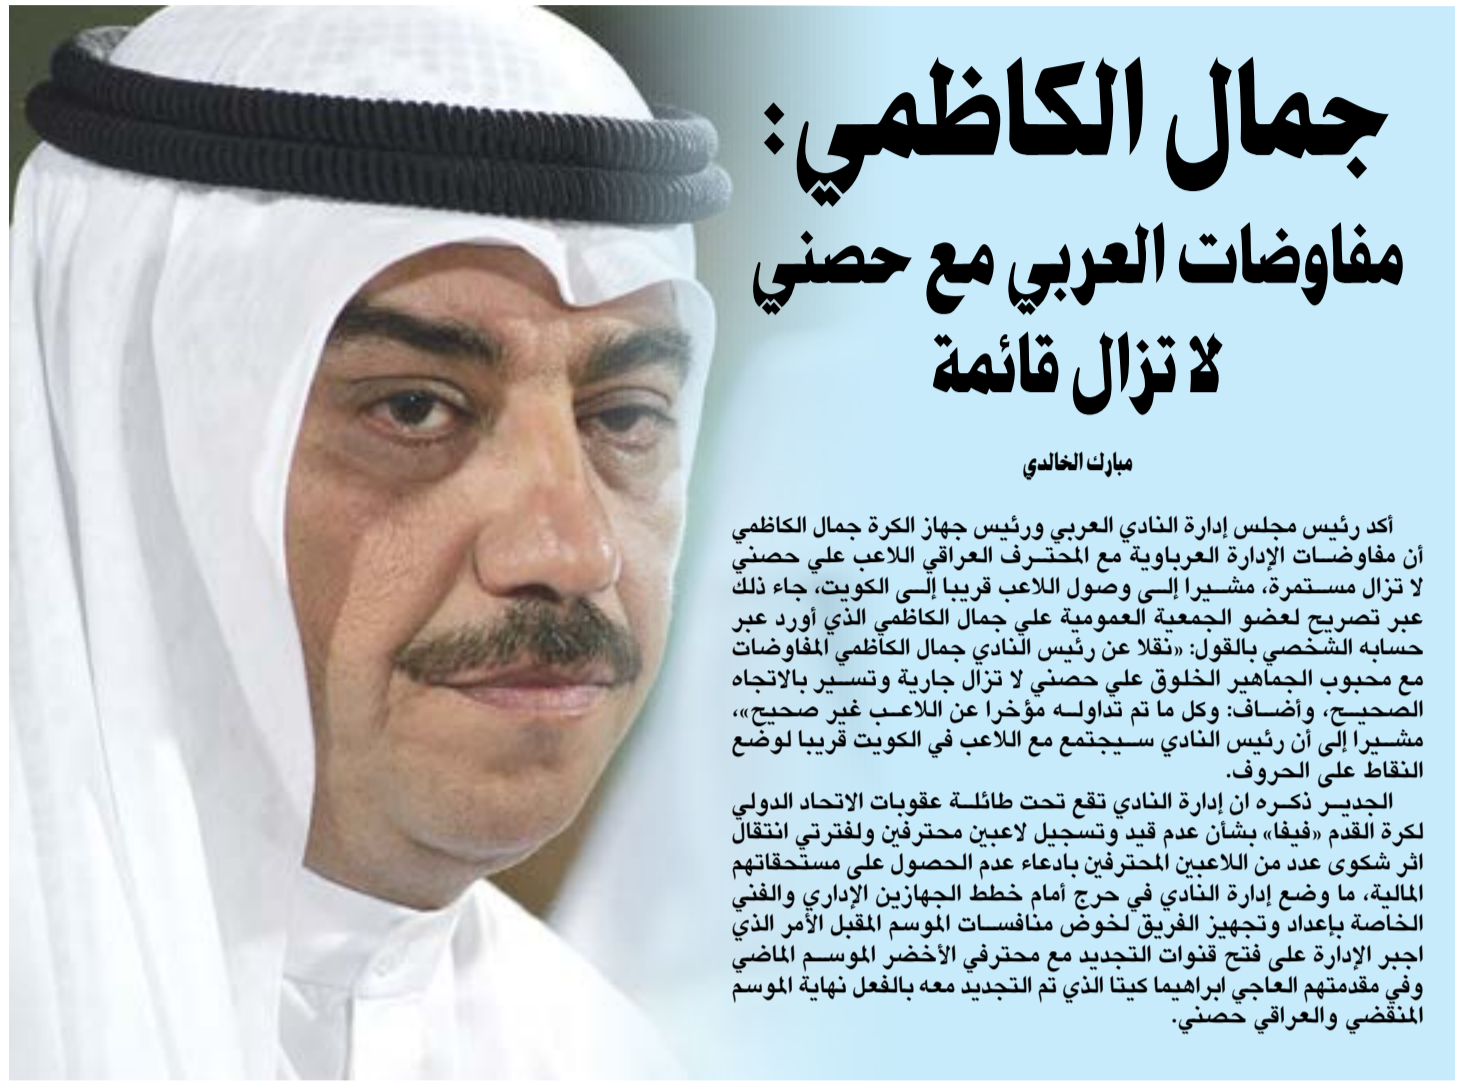 جمال الكاظمي:
مفاوضات العربي مع حصني
لا تزال قائمة
مبارك الخالدي
أكد رئيس مجلس إدارة النادي العربي ورئيس جهاز الكرة جمال الكاظمي
أن مفاوضات الإدارة العرباوية مع المحترف العراقي اللاعب علي حصني
لا تزال مستمرة، مشيرا إلى وصول اللاعب قريبا إلى الكويت، جاء ذلك
عبر تصريح لعضو الجمعية العمومية علي جمال الكاظمي الذي أورد عبر
حسابه الشخصي بالقول: «نقلا عن رئيس النادي جمال الكاظمي المفاوضات
مع محبوب الجماهير الخلوق علي حصني لا تزال جارية وتسير بالاتجاه
الصحيح، وأضاف: وكل ما تم تداوله مؤخرا عن اللاعب غير صحيح»،
مشيرا إلى أن رئيس النادي سيجتمع مع اللاعب في الكويت قريبا لوضع
النقاط على الحروف.
الجدير ذكره ان إدارة النادي تقع تحت طائلة عقوبات الاتحاد الدولي
لكرة القدم «فيفا» بشأن عدم قيد وتسجيل لاعبين محترفين ولفترتي انتقال
اثر شكوى عدد من اللاعبين المحترفين بادعاء عدم الحصول على مستحقاتهم
المالية، ما وضع إدارة النادي في حرج أمام خطط الجهازين الإداري والفني
الخاصة بإعداد وتجهيز الفريق لخوض منافسات الموسم المقبل الأمر الذي
اجبر الإدارة على فتح قنوات التجديد مع محترفي الأخضر الموسم الماضي
وفي مقدمتهم العاجي ابراهيما كيتا الذي تم التجديد معه بالفعل نهاية الموسم
المنقضي والعراقي حصني.